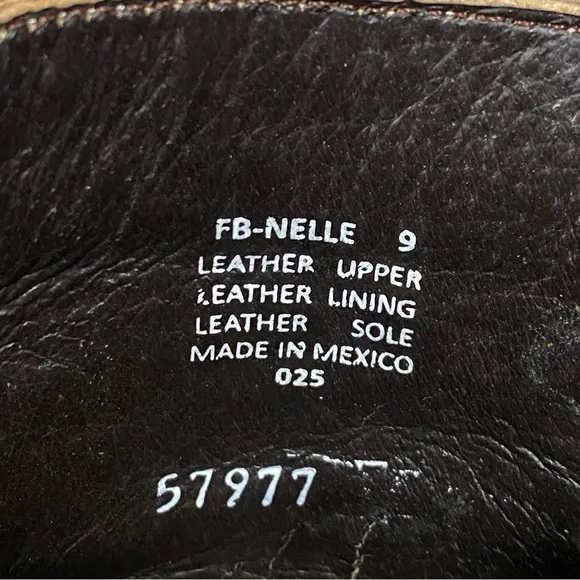 FB-NELLE 9
LEATHER UPPER
LEATHER LINING
LEATHER SOLE
MADE IN MEXICO
025
57977